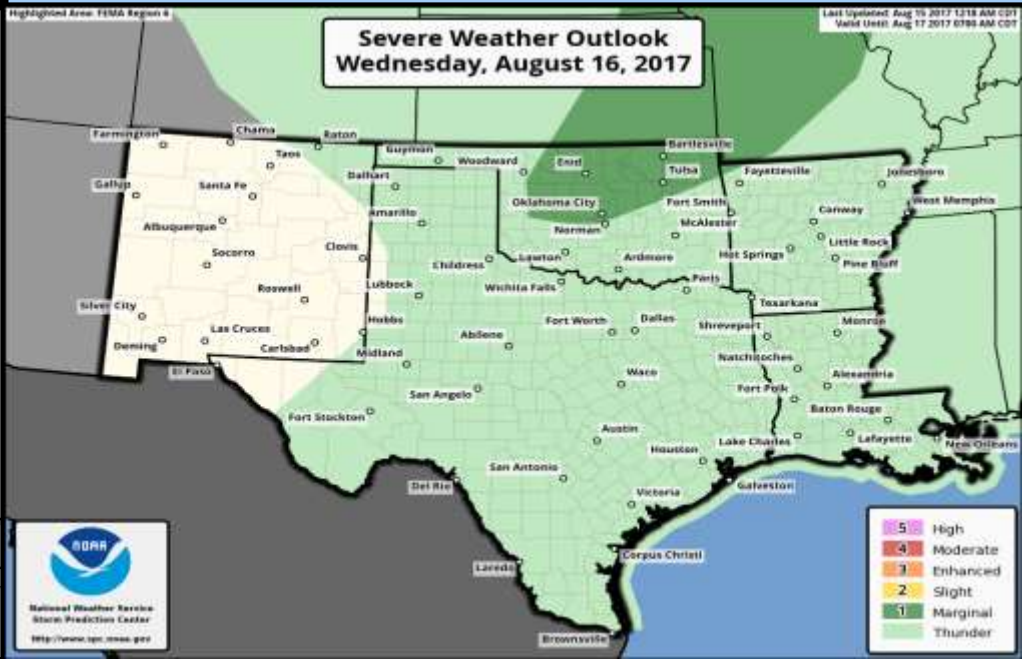 Highlighted Area: FEMA Region 6
Last Updated: Aug 15 2017 1218 AM CDT
Valid Until: Aug 17 2017 0700 AM CDT
Severe Weather Outlook
Wednesday, August 16, 2017
Farmington
Chama
Raton
Taos
Guymon
Woodward
Enid
Bartlesville
Tulsa
Fayetteville
Jonesboro
Gallup
Santa Fe
Dalhart
Oklahoma City
Fort Smith
West Memphis
Albuquerque
Amarillo
Norman
McAlester
Conway
Socorro
Clovis
Childress
Lawton
Ardmore
Hot Springs
Little Rock
Pine Bluff
Roswell
Lubbock
Wichita Falls
Paris
Texarkana
Silver City
Las Cruces
Hobbs
Abilene
Fort Worth
Dallas
Shreveport
Monroe
Deming
Carlsbad
Midland
Natchitoches
El Paso
San Angelo
Waco
Fort Polk
Alexandria
Fort Stockton
Austin
Baton Rouge
Houston
Lake Charles
Lafayette
New Orleans
San Antonio
Del Rio
Victoria
Galveston
Laredo
Corpus Christi
Brownsville
NOAA
National Weather Service
Storm Prediction Center
http://www.spc.noaa.gov
5 High
4 Moderate
3 Enhanced
2 Slight
1 Marginal
Thunder